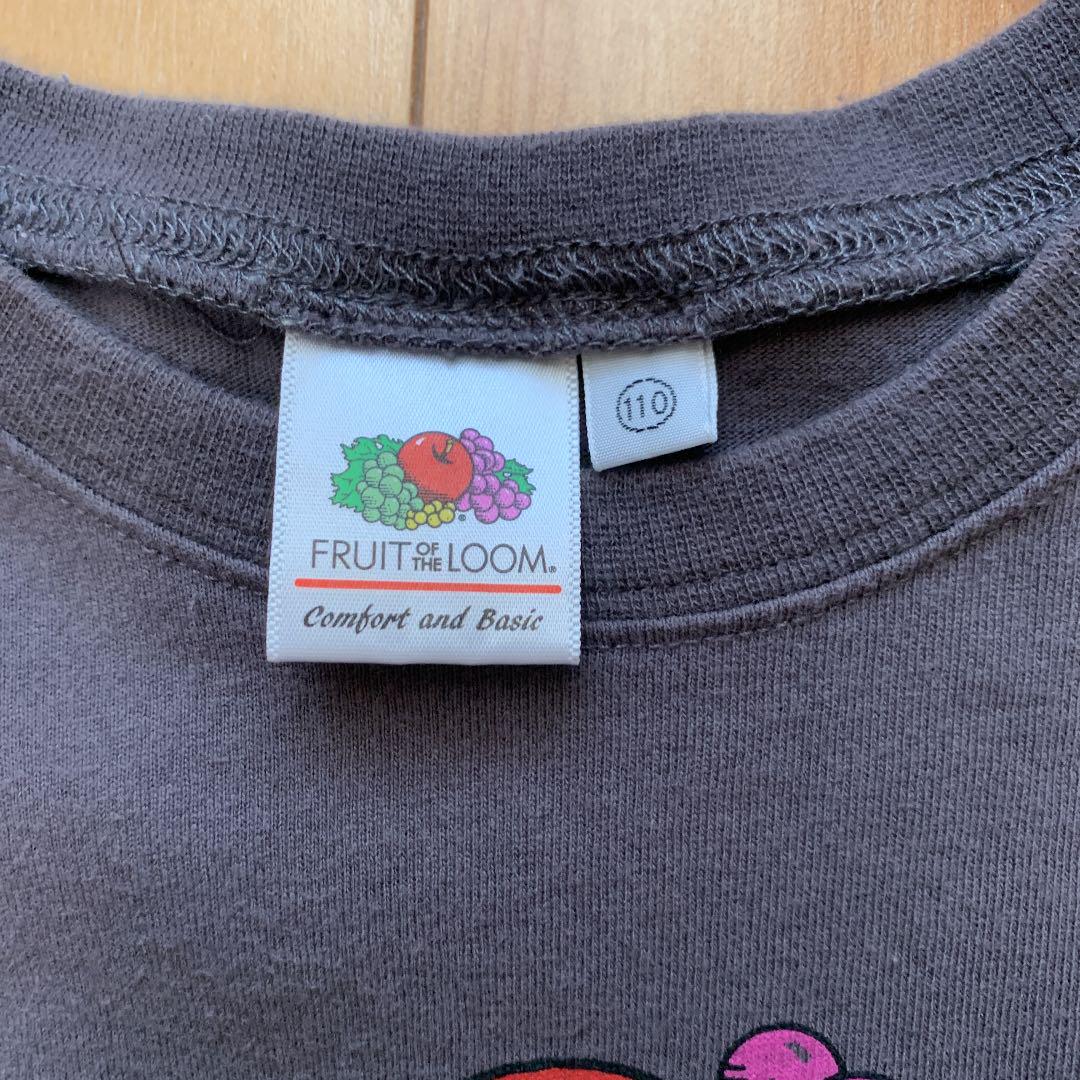 FRUIT OF THE LOOM®
Comfort and Basic
110